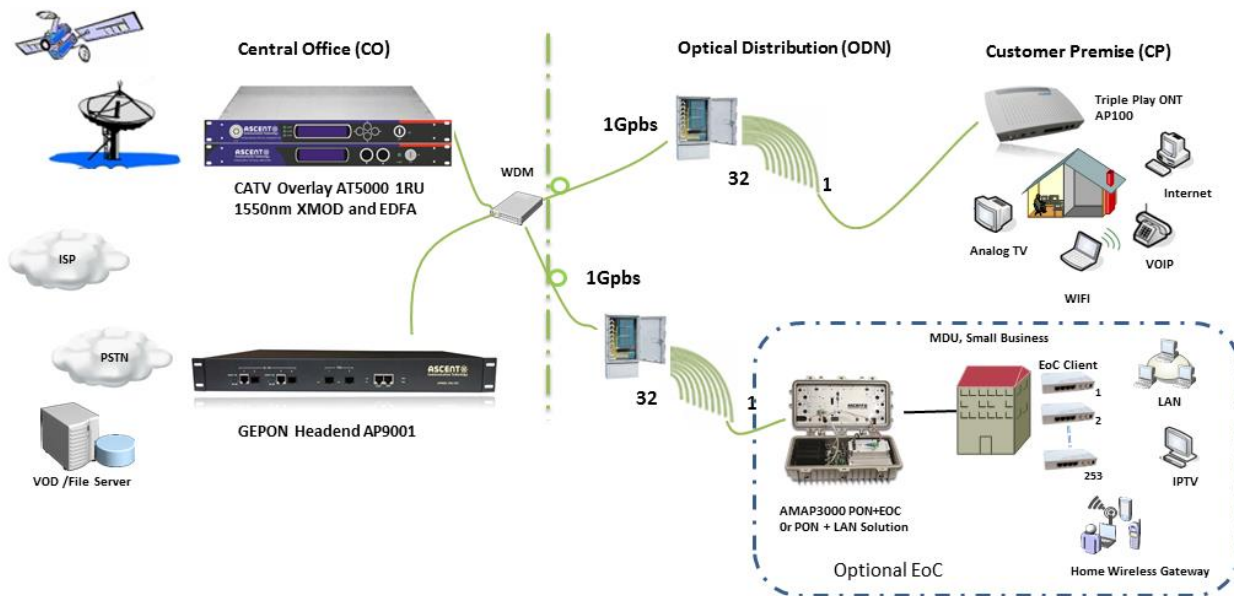 Central Office (CO)
Optical Distribution (ODN)
Customer Premise (CP)
ASCENT
ASCENT
CATV Overlay AT5000 1RU
1550nm XMOD and EDFA
WDM
1Gpbs
32
1
Triple Play ONT
AP100
Internet
Analog TV
VOIP
WIFI
ISP
PSTN
VOD /File Server
ASCENT
GEPON Headend AP9001
1Gpbs
32
1
MDU, Small Business
EoC Client
1
2
253
LAN
IPTV
AMAP3000 PON+EOC
Or PON + LAN Solution
Home Wireless Gateway
Optional EoC